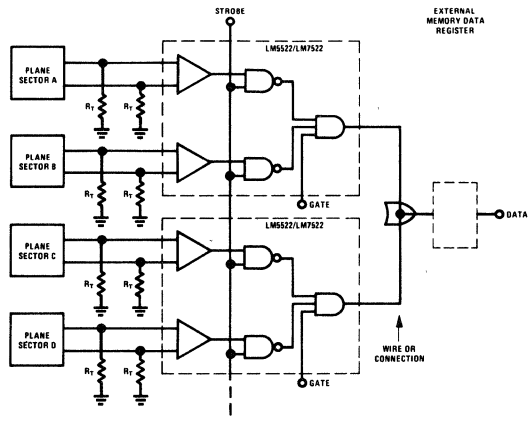 STROBE
EXTERNAL
MEMORY DATA
REGISTER
LM5522/LM7522
PLANE
SECTOR A
RT
RT
PLANE
SECTOR B
RT
RT
GATE
LM5522/LM7522
DATA
PLANE
SECTOR C
RT
RT
PLANE
SECTOR D
RT
RT
GATE
WIRE OR
CONNECTION